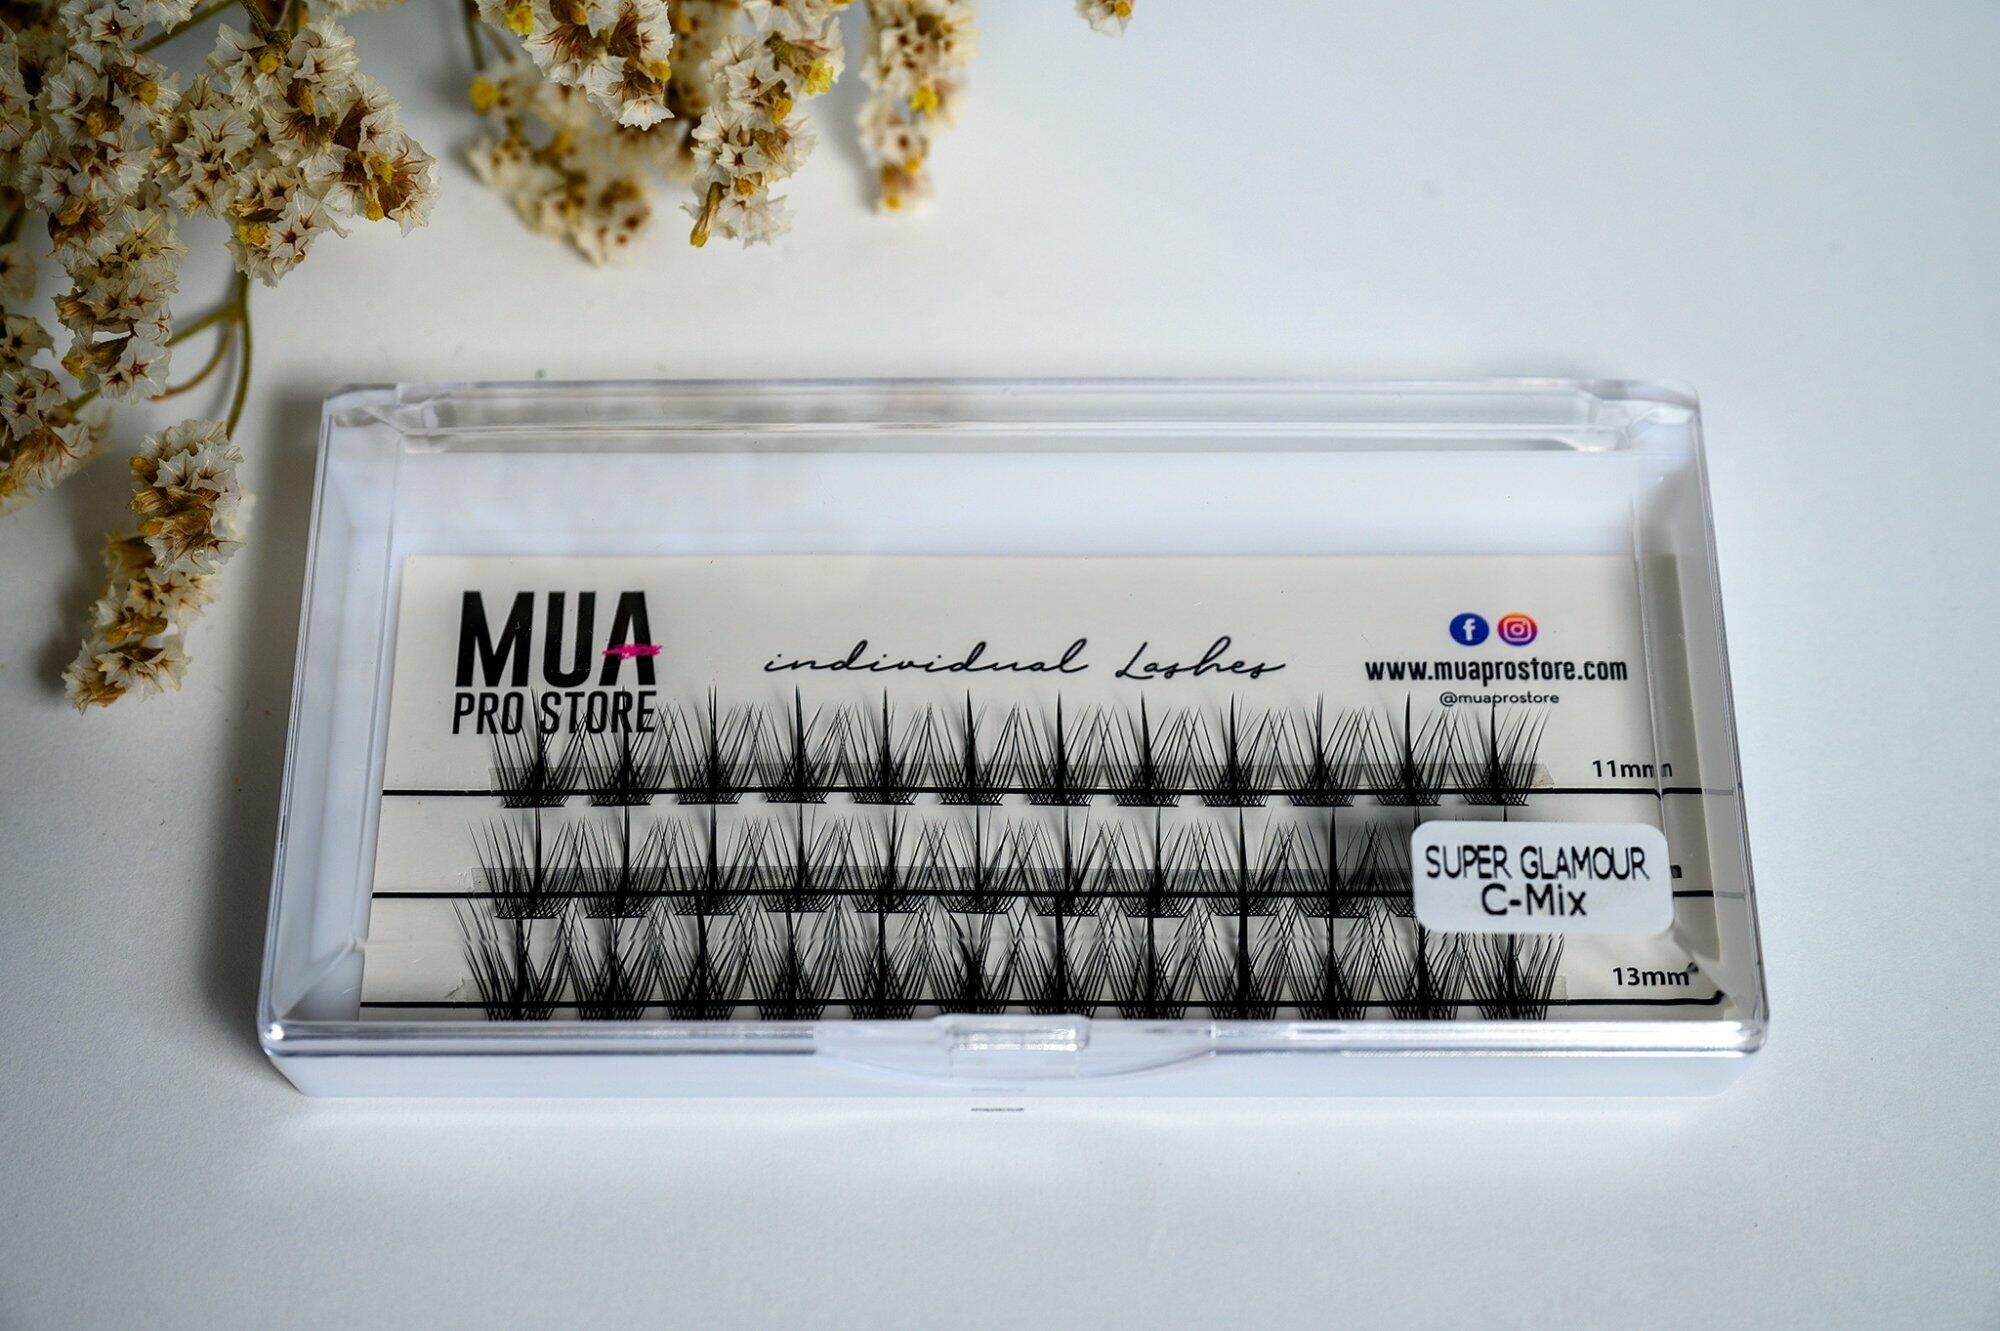 MUA
PRO STORE
individual Lashes
www.muaprostore.com
@muaprostore
11mm
SUPER GLAMOUR
C-Mix
13mm